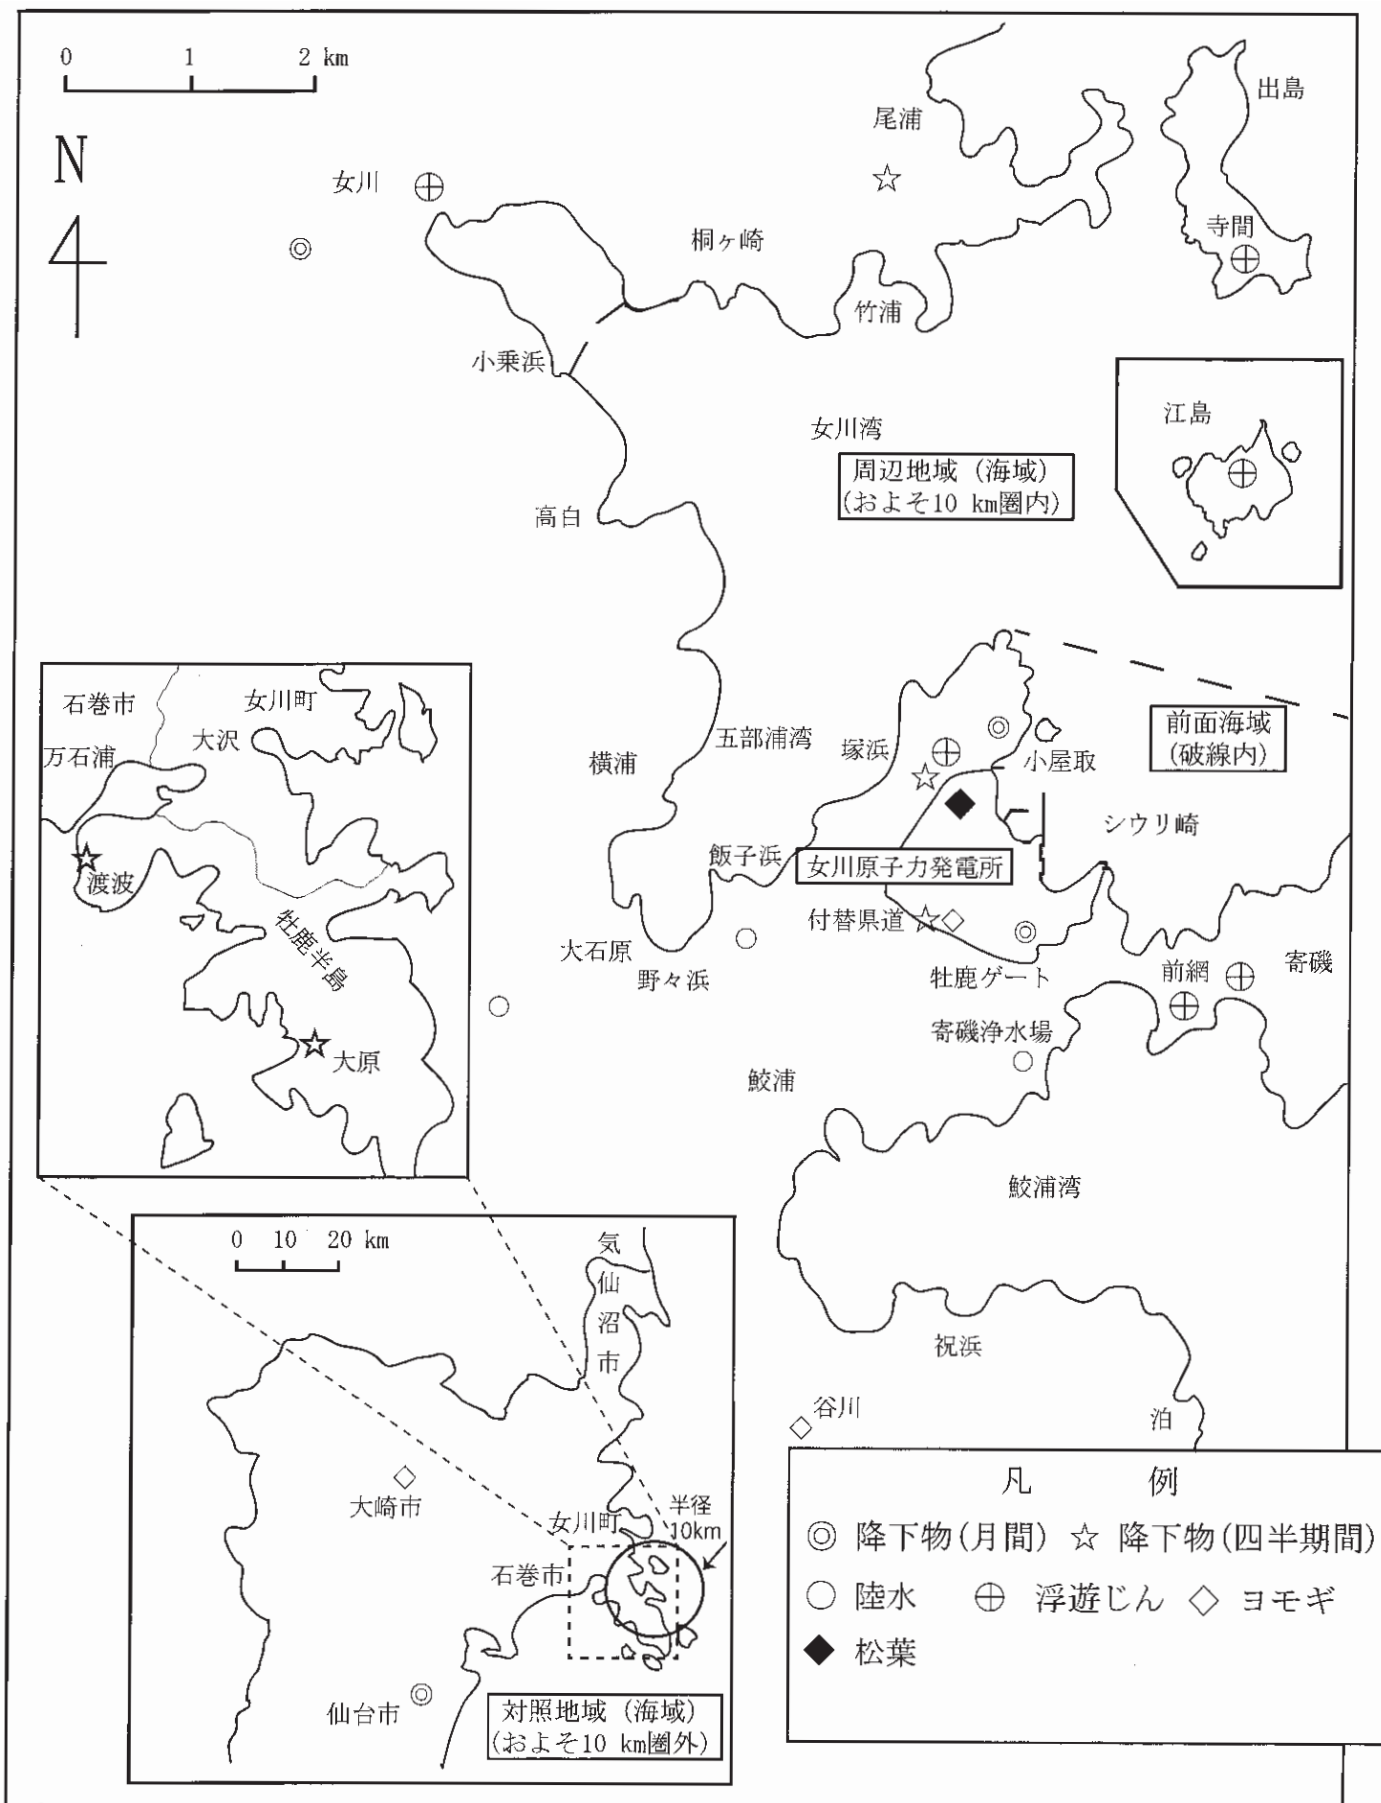 0 1 2 km
N
出島
尾浦
女川
寺間
桐ヶ崎
竹浦
小乗浜
江島
女川湾
周辺地域（海域）
(およそ10 km圏内)
高白
石巻市
女川町
大沢
万石浦
渡波
牡鹿半島
大原
五部浦湾
横浦
塚浜
小屋取
前面海域
(破線内)
シウリ崎
飯子浜
女川原子力発電所
付替県道
大石原
野々浜
牡鹿ゲート
前網
寄磯
寄磯浄水場
鮫浦
鮫浦湾
祝浜
谷川
泊
0 10 20 km
気仙沼市
大崎市
女川町
半径
10km
石巻市
仙台市
対照地域（海域）
(およそ10 km圏外)
凡 例
◎ 降下物(月間) ☆ 降下物(四半期間)
○ 陸水 ⊕ 浮遊じん ◇ ヨモギ
◆ 松葉